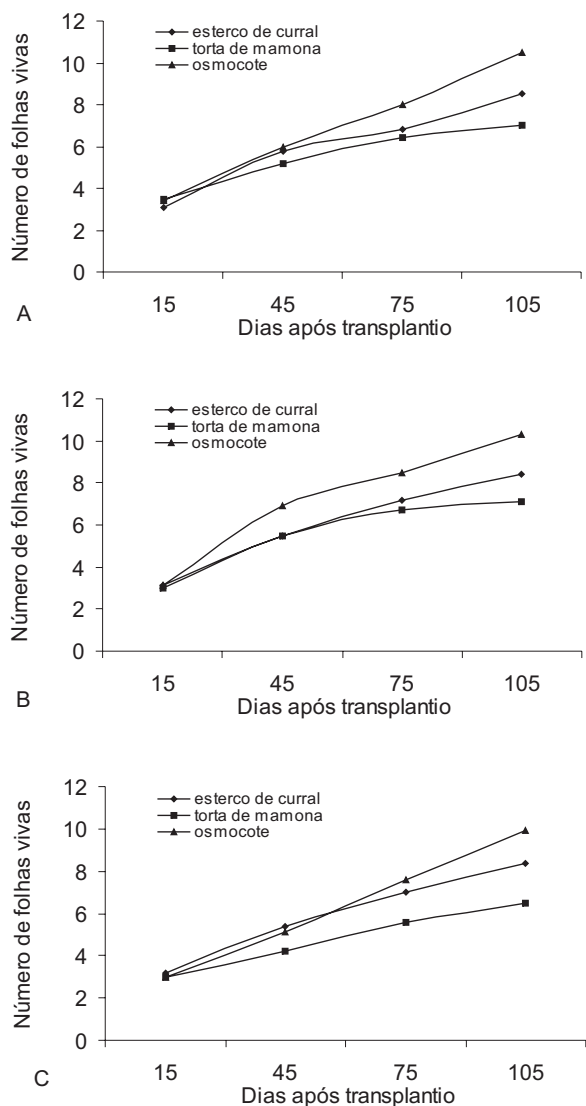 esterco de curral
torta de mamona
osmocote
Número de folhas vivas
12
10
8
6
4
2
0
15 45 75 105
A
Dias após transplantio
esterco de curral
torta de mamona
osmocote
Número de folhas vivas
12
10
8
6
4
2
0
15 45 75 105
B
Dias após transplantio
esterco de curral
torta de mamona
osmocote
Número de folhas vivas
12
10
8
6
4
2
0
15 45 75 105
C
Dias após transplantio